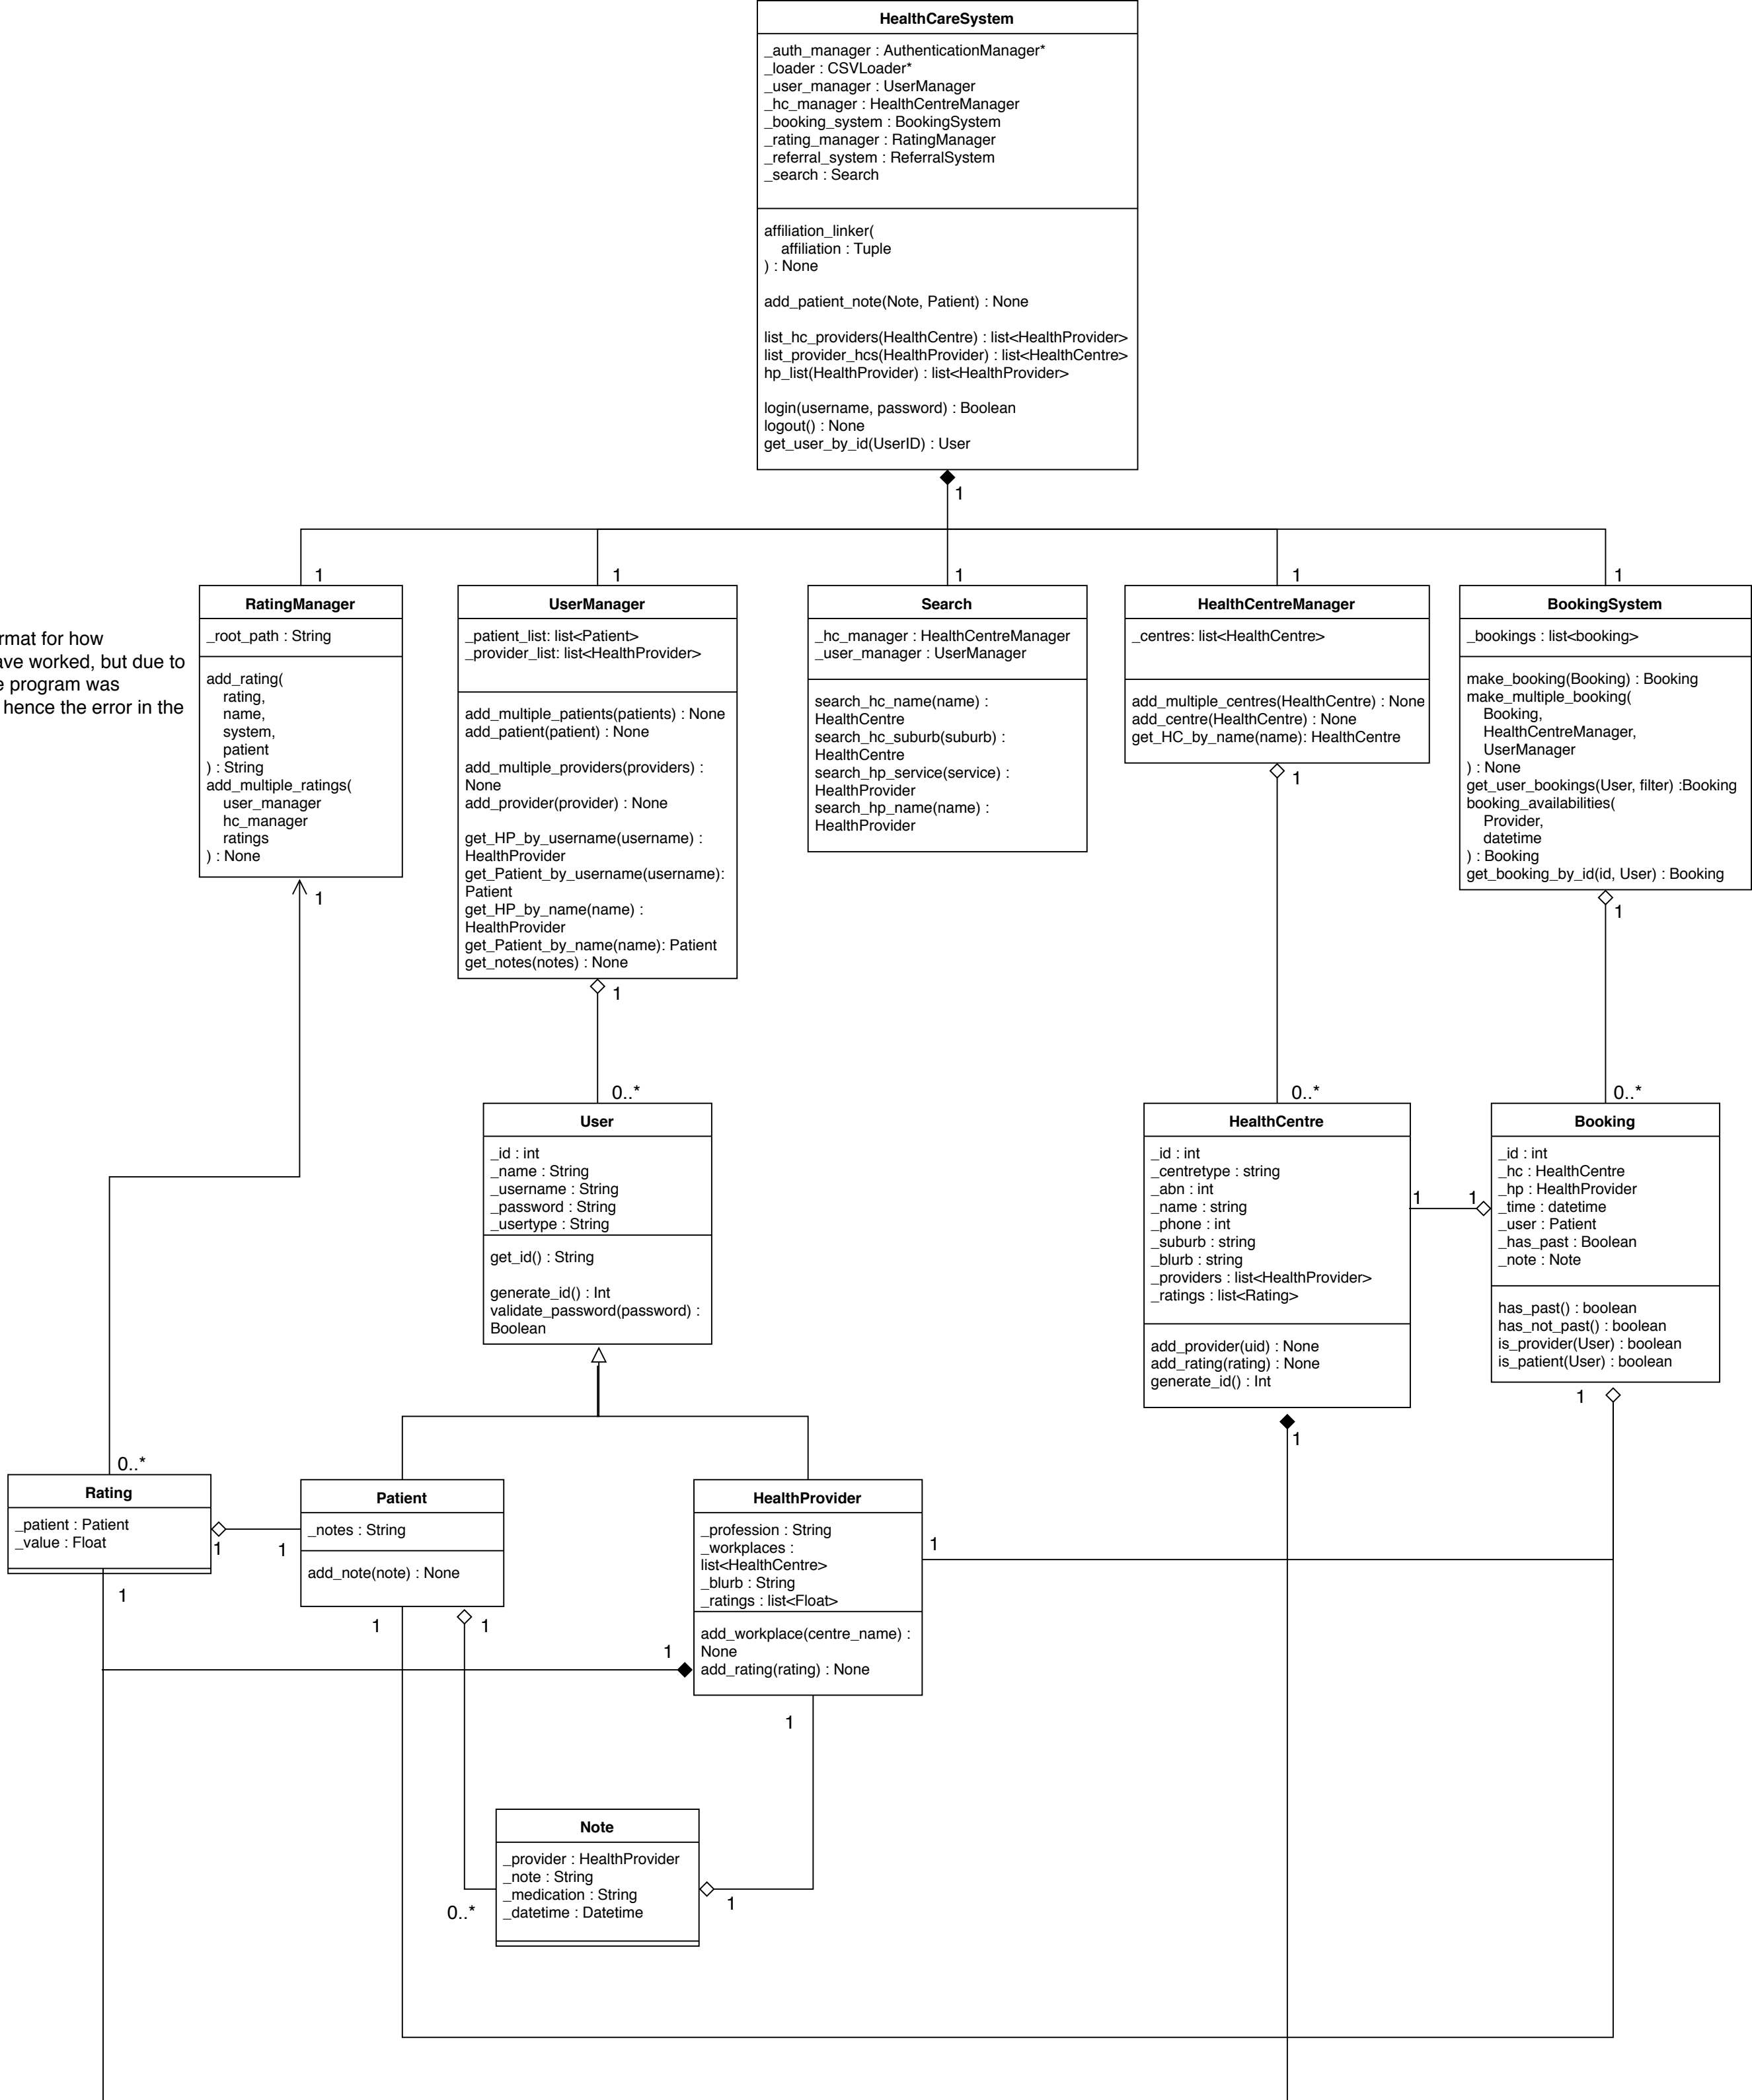 HealthCareSystem
_auth_manager : AuthenticationManager*
_loader : CSVLoader*
_user_manager : UserManager
_hc_manager : HealthCentreManager
_booking_system : BookingSystem
_rating_manager : RatingManager
_referral_system : ReferralSystem
_search : Search
affiliation_linker(
affiliation : Tuple
) : None
add_patient_note(Note, Patient) : None
list_hc_providers(HealthCentre) : list<HealthProvider>
list_provider_hcs(HealthProvider) : list<HealthCentre>
hp_list(HealthProvider) : list<HealthProvider>
login(username, password) : Boolean
logout() : None
get_user_by_id(UserID) : User
1
1
1
1
1
1
rmat for how
ave worked, but due to
e program was
hence the error in the
RatingManager
_root_path : String
add_rating(
rating,
name,
system,
patient
) : String
add_multiple_ratings(
user_manager
hc_manager
ratings
) : None
1
UserManager
_patient_list: list<Patient>
_provider_list: list<HealthProvider>
add_multiple_patients(patients) : None
add_patient(patient) : None
add_multiple_providers(providers) :
None
add_provider(provider) : None
get_HP_by_username(username) :
HealthProvider
get_Patient_by_username(username):
Patient
get_HP_by_name(name) :
HealthProvider
get_Patient_by_name(name): Patient
get_notes(notes) : None
1
Search
_hc_manager : HealthCentreManager
_user_manager : UserManager
search_hc_name(name) :
HealthCentre
search_hc_suburb(suburb) :
HealthCentre
search_hp_service(service) :
HealthProvider
search_hp_name(name) :
HealthProvider
HealthCentreManager
_centres: list<HealthCentre>
add_multiple_centres(HealthCentre) : None
add_centre(HealthCentre) : None
get_HC_by_name(name): HealthCentre
1
BookingSystem
_bookings : list<booking>
make_booking(Booking) : Booking
make_multiple_booking(
Booking,
HealthCentreManager,
UserManager
) : None
get_user_bookings(User, filter) :Booking
booking_availabilities(
Provider,
datetime
) : Booking
get_booking_by_id(id, User) : Booking
1
0..*
User
_id : int
_name : String
_username : String
_password : String
_usertype : String
get_id() : String
generate_id() : Int
validate_password(password) :
Boolean
0..*
HealthCentre
_id : int
_centretype : string
_abn : int
_name : string
_phone : int
_suburb : string
_blurb : string
_providers : list<HealthProvider>
_ratings : list<Rating>
add_provider(uid) : None
add_rating(rating) : None
generate_id() : Int
1
1
1
0..*
Booking
_id : int
_hc : HealthCentre
_hp : HealthProvider
_time : datetime
_user : Patient
_has_past : Boolean
_note : Note
has_past() : boolean
has_not_past() : boolean
is_provider(User) : boolean
is_patient(User) : boolean
1
0..*
Rating
_patient : Patient
_value : Float
1
1
1
Patient
_notes : String
add_note(note) : None
1
1
HealthProvider
_profession : String
_workplaces :
list<HealthCentre>
_blurb : String
_ratings : list<Float>
add_workplace(centre_name) :
None
add_rating(rating) : None
1
1
1
Note
_provider : HealthProvider
_note : String
_medication : String
_datetime : Datetime
0..*
1